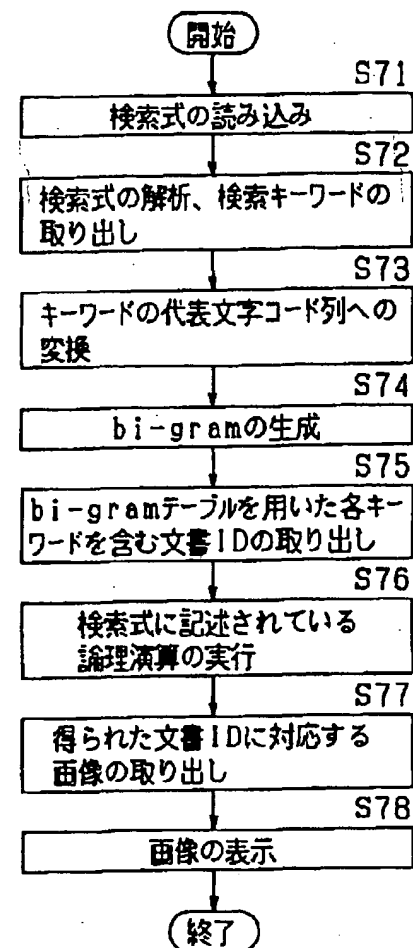 開始
S71
検索式の読み込み
S72
検索式の解析、検索キーワードの
取り出し
S73
キーワードの代表文字コード列への
変換
S74
bi-gramの生成
S75
bi-gramテーブルを用いた各キー
ワードを含む文書IDの取り出し
S76
検索式に記述されている
論理演算の実行
S77
得られた文書IDに対応する
画像の取り出し
S78
画像の表示
終了